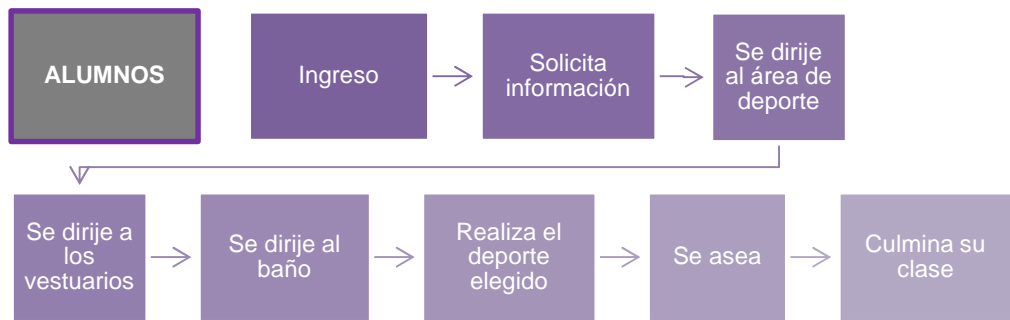 ALUMNOS
Ingreso
Solicita
información
Se dirije
al área de
deporte
Se dirije a
los
vestuarios
Se dirije al
baño
Realiza el
deporte
elegido
Se asea
Culmina su
clase